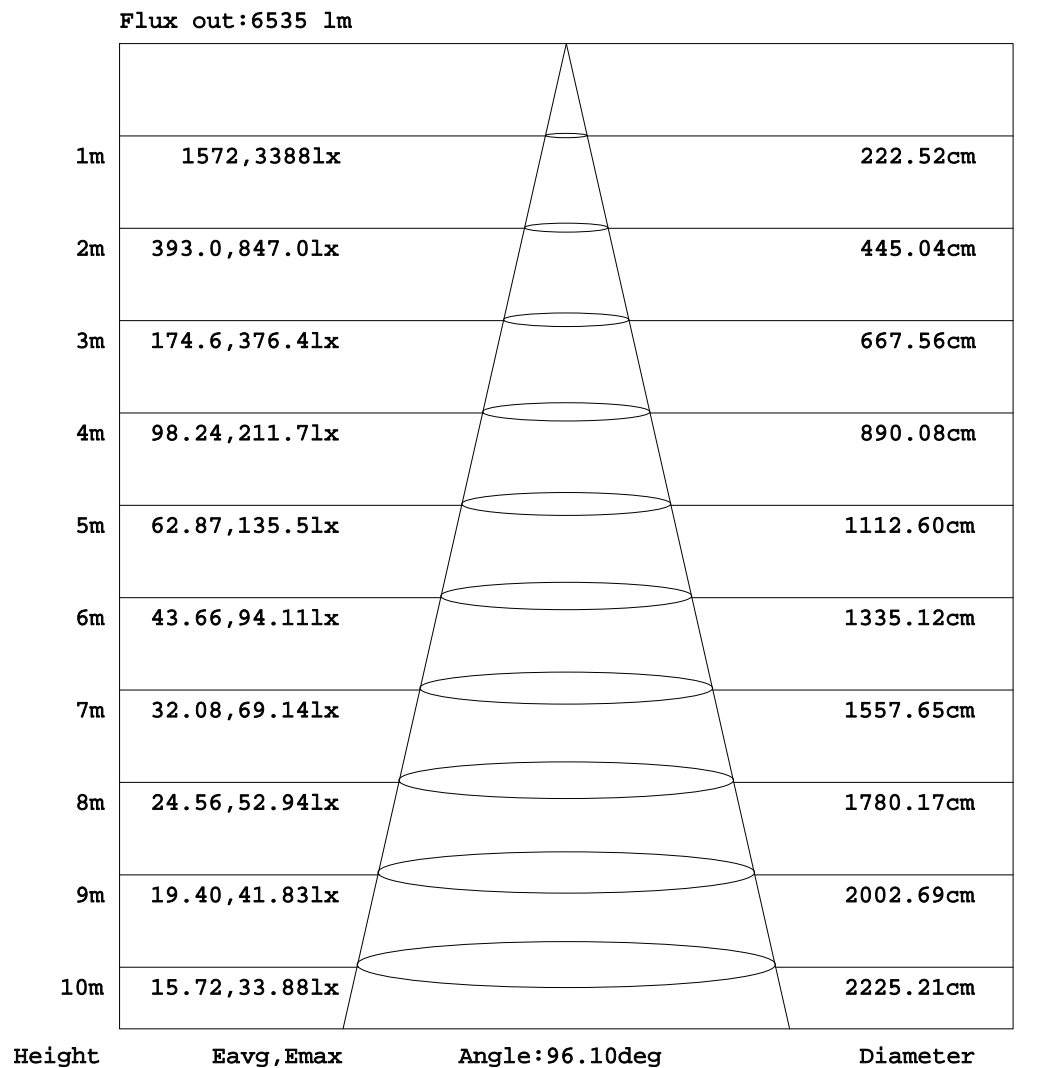 Flux out:6535 lm
1m 1572,3388lx 222.52cm
2m 393.0,847.0lx 445.04cm
3m 174.6,376.4lx 667.56cm
4m 98.24,211.7lx 890.08cm
5m 62.87,135.5lx 1112.60cm
6m 43.66,94.11lx 1335.12cm
7m 32.08,69.14lx 1557.65cm
8m 24.56,52.94lx 1780.17cm
9m 19.40,41.83lx 2002.69cm
10m 15.72,33.88lx 2225.21cm
Height Eavg,Emax Angle:96.10deg Diameter